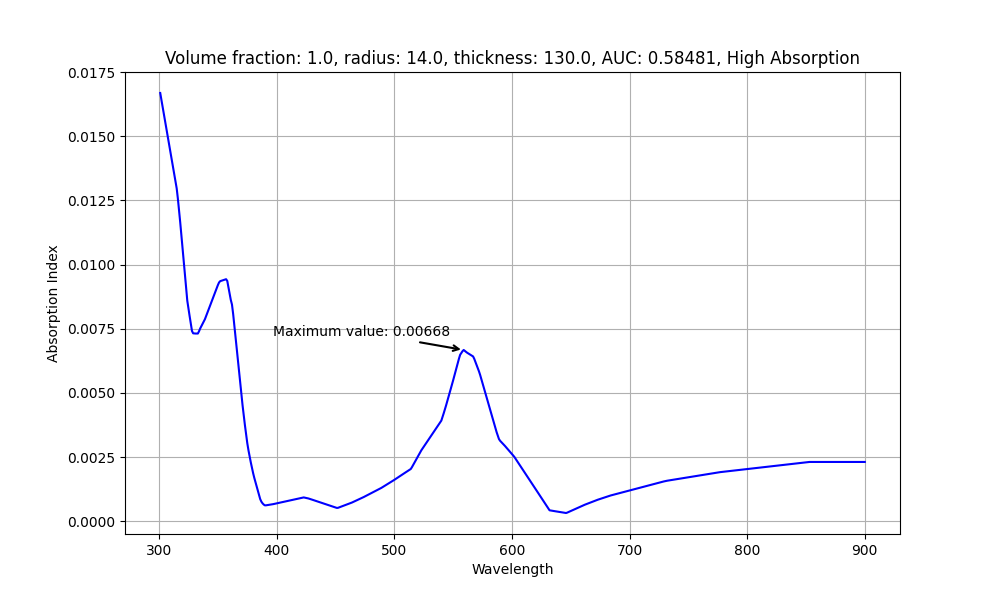 Volume fraction: 1.0, radius: 14.0, thickness: 130.0, AUC: 0.58481, High Absorption
0.0175
0.0150
0.0125
0.0100
0.0075
0.0050
0.0025
0.0000
Absorption Index
Maximum value: 0.00668
300 400 500 600 700 800 900
Wavelength